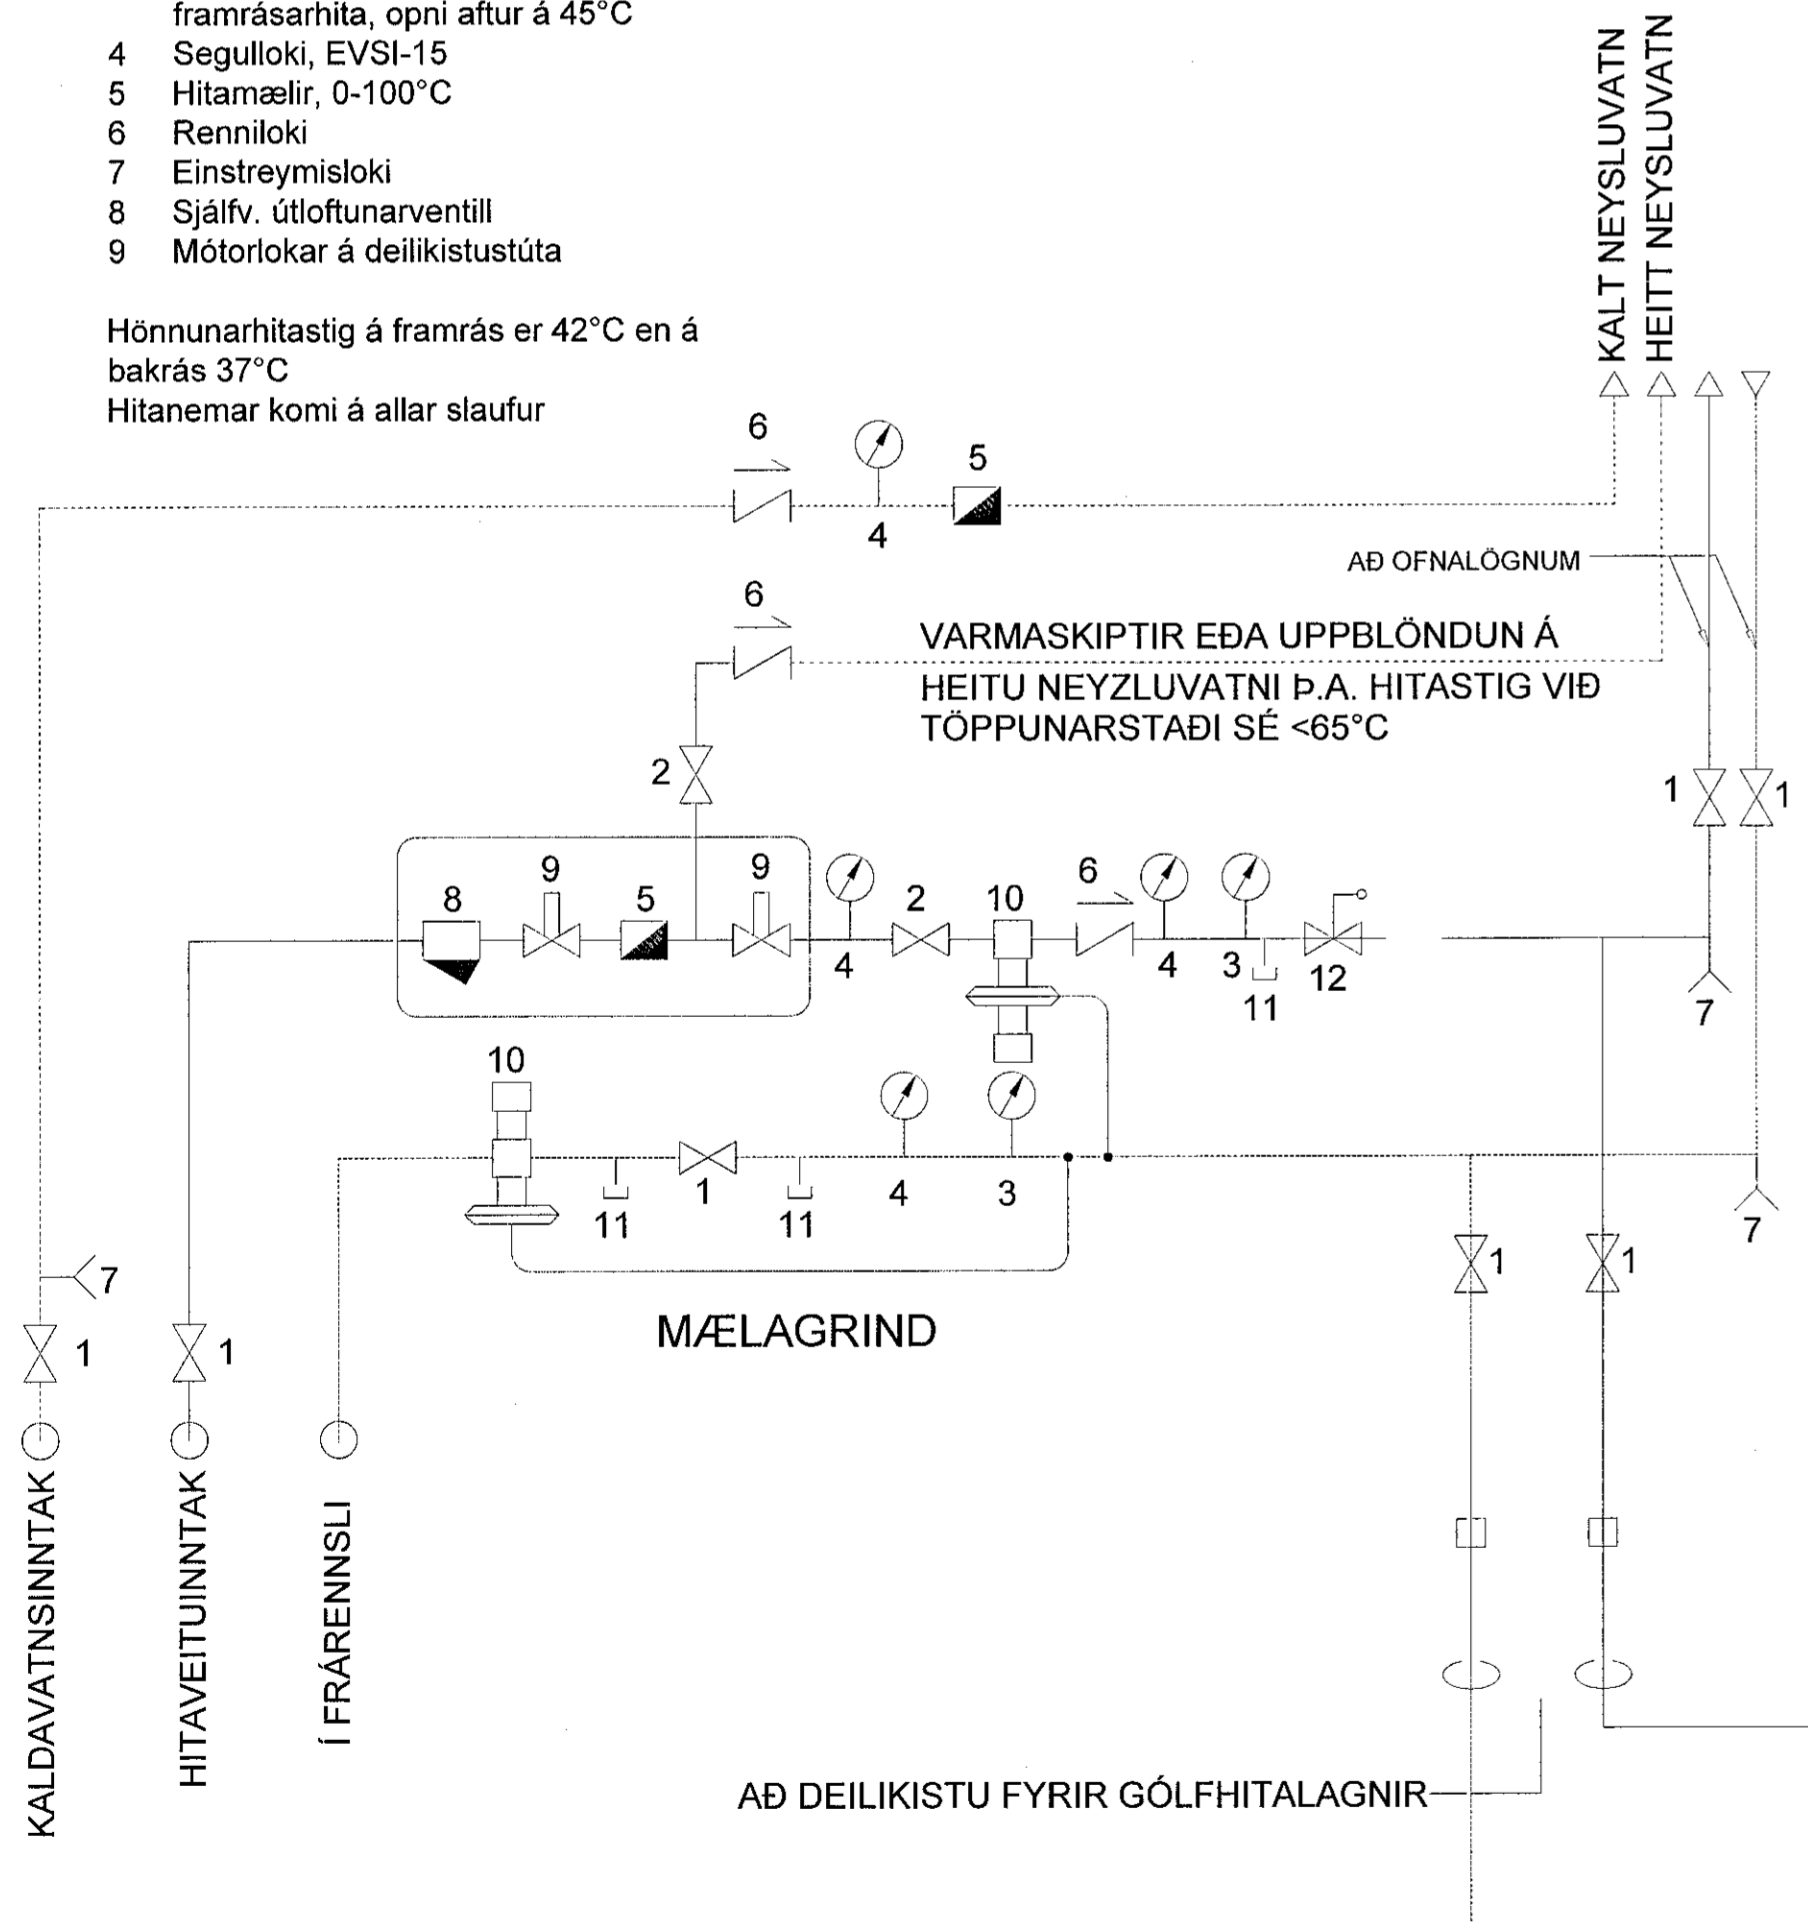 framrásarhita, opni aftur á 45°C
4 Segulloki, EVSI-15
5 Hitamælir, 0-100°C
6 Renniloki
7 Einstreymisloki
8 Sjálfv. útloftunarventill
9 Mótorlokar á deilikistustúta
Hönnunarhitastig á framrás er 42°C en á
bakrás 37°C
Hitanemar komi á allar slaufur
KALT NEYSLUVATN
HEITT NEYSLUVATN
6
5
4
AÐ OFNALÖGNUM
6
VARMASKIPTIR EÐA UPPBLÖNDUN Á
HEITU NEYZLUVATNI Þ.A. HITASTIG VIÐ
TÖPPUNARSTAÐI SÉ <65°C
2
1 1
8 9 5 9 2 10 6
4 4 3 11 12
7
10
11 1 11 4 3
7
1 1
7
MÆLAGRIND
1 1
KALDAVATNSINNTAK
HITAVEITUINNTAK
Í FRÁRENNSLI
AÐ DEILIKISTU FYRIR GÓLFHITALAGNIR